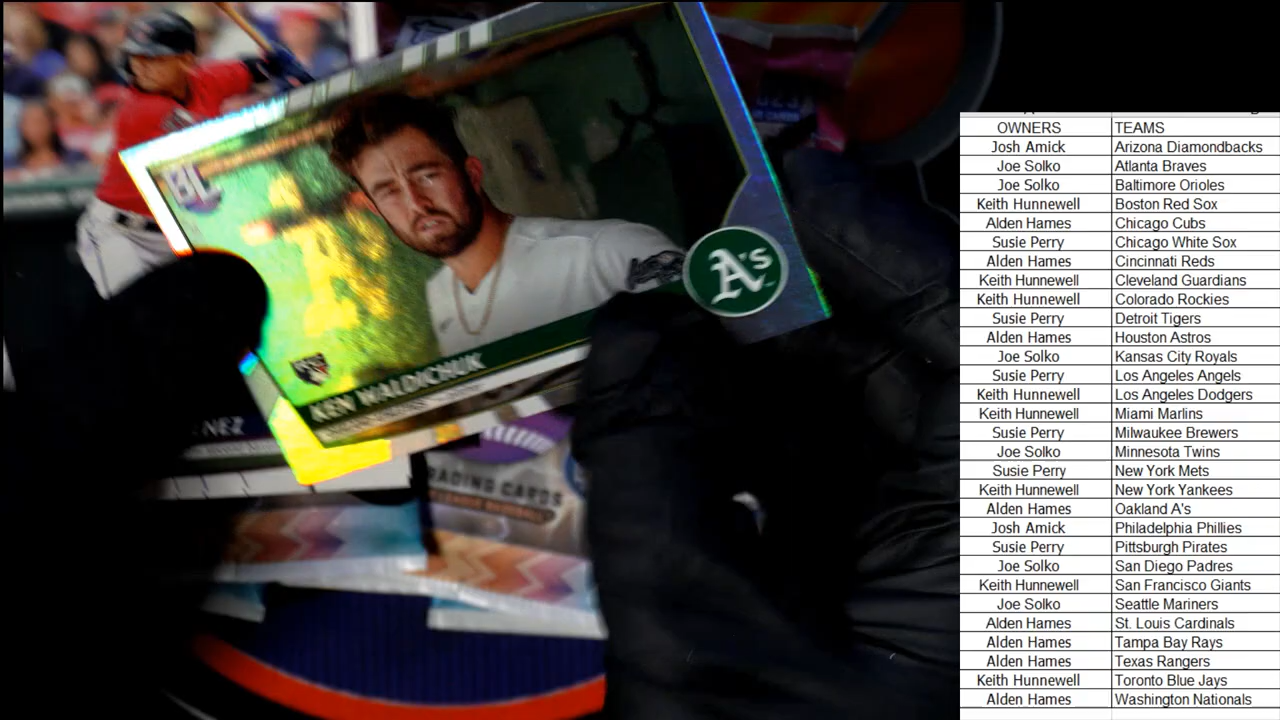 BL
A's
RC
KEN WALDICHUK
NEZ
TRADING CARDS
OWNERS TEAMS
Josh Amick Arizona Diamondbacks
Joe Solko Atlanta Braves
Joe Solko Baltimore Orioles
Keith Hunnewell Boston Red Sox
Alden Hames Chicago Cubs
Susie Perry Chicago White Sox
Alden Hames Cincinnati Reds
Keith Hunnewell Cleveland Guardians
Keith Hunnewell Colorado Rockies
Susie Perry Detroit Tigers
Alden Hames Houston Astros
Joe Solko Kansas City Royals
Susie Perry Los Angeles Angels
Keith Hunnewell Los Angeles Dodgers
Keith Hunnewell Miami Marlins
Susie Perry Milwaukee Brewers
Joe Solko Minnesota Twins
Susie Perry New York Mets
Keith Hunnewell New York Yankees
Alden Hames Oakland A's
Josh Amick Philadelphia Phillies
Susie Perry Pittsburgh Pirates
Joe Solko San Diego Padres
Keith Hunnewell San Francisco Giants
Joe Solko Seattle Mariners
Alden Hames St. Louis Cardinals
Alden Hames Tampa Bay Rays
Alden Hames Texas Rangers
Keith Hunnewell Toronto Blue Jays
Alden Hames Washington Nationals